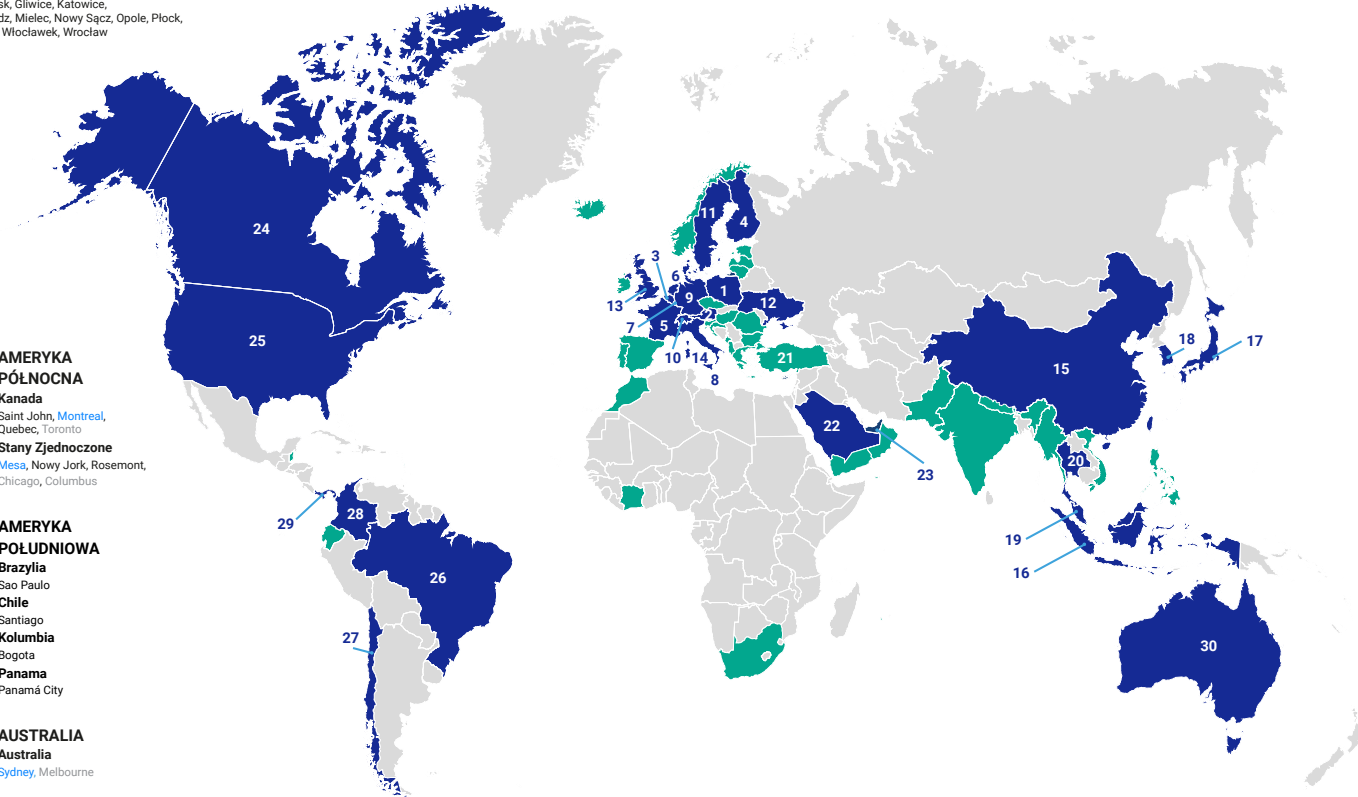 sk, Gliwice, Katowice,
dz, Mielec, Nowy Sącz, Opole, Płock,
Włocławek, Wrocław
AMERYKA
PÓŁNOCNA
Kanada
Saint John, Montreal,
Quebec, Toronto
Stany Zjednoczone
Mesa, Nowy Jork, Rosemont,
Chicago, Columbus
AMERYKA
POŁUDNIOWA
Brazylia
Sao Paulo
Chile
Santiago
Kolumbia
Bogota
Panama
Panamá City
AUSTRALIA
Australia
Sydney, Melbourne
24
25
29
28
26
27
11
4
3
6
13
9
1
12
7
5
2
10
14
8
21
22
23
15
18
17
20
19
16
30